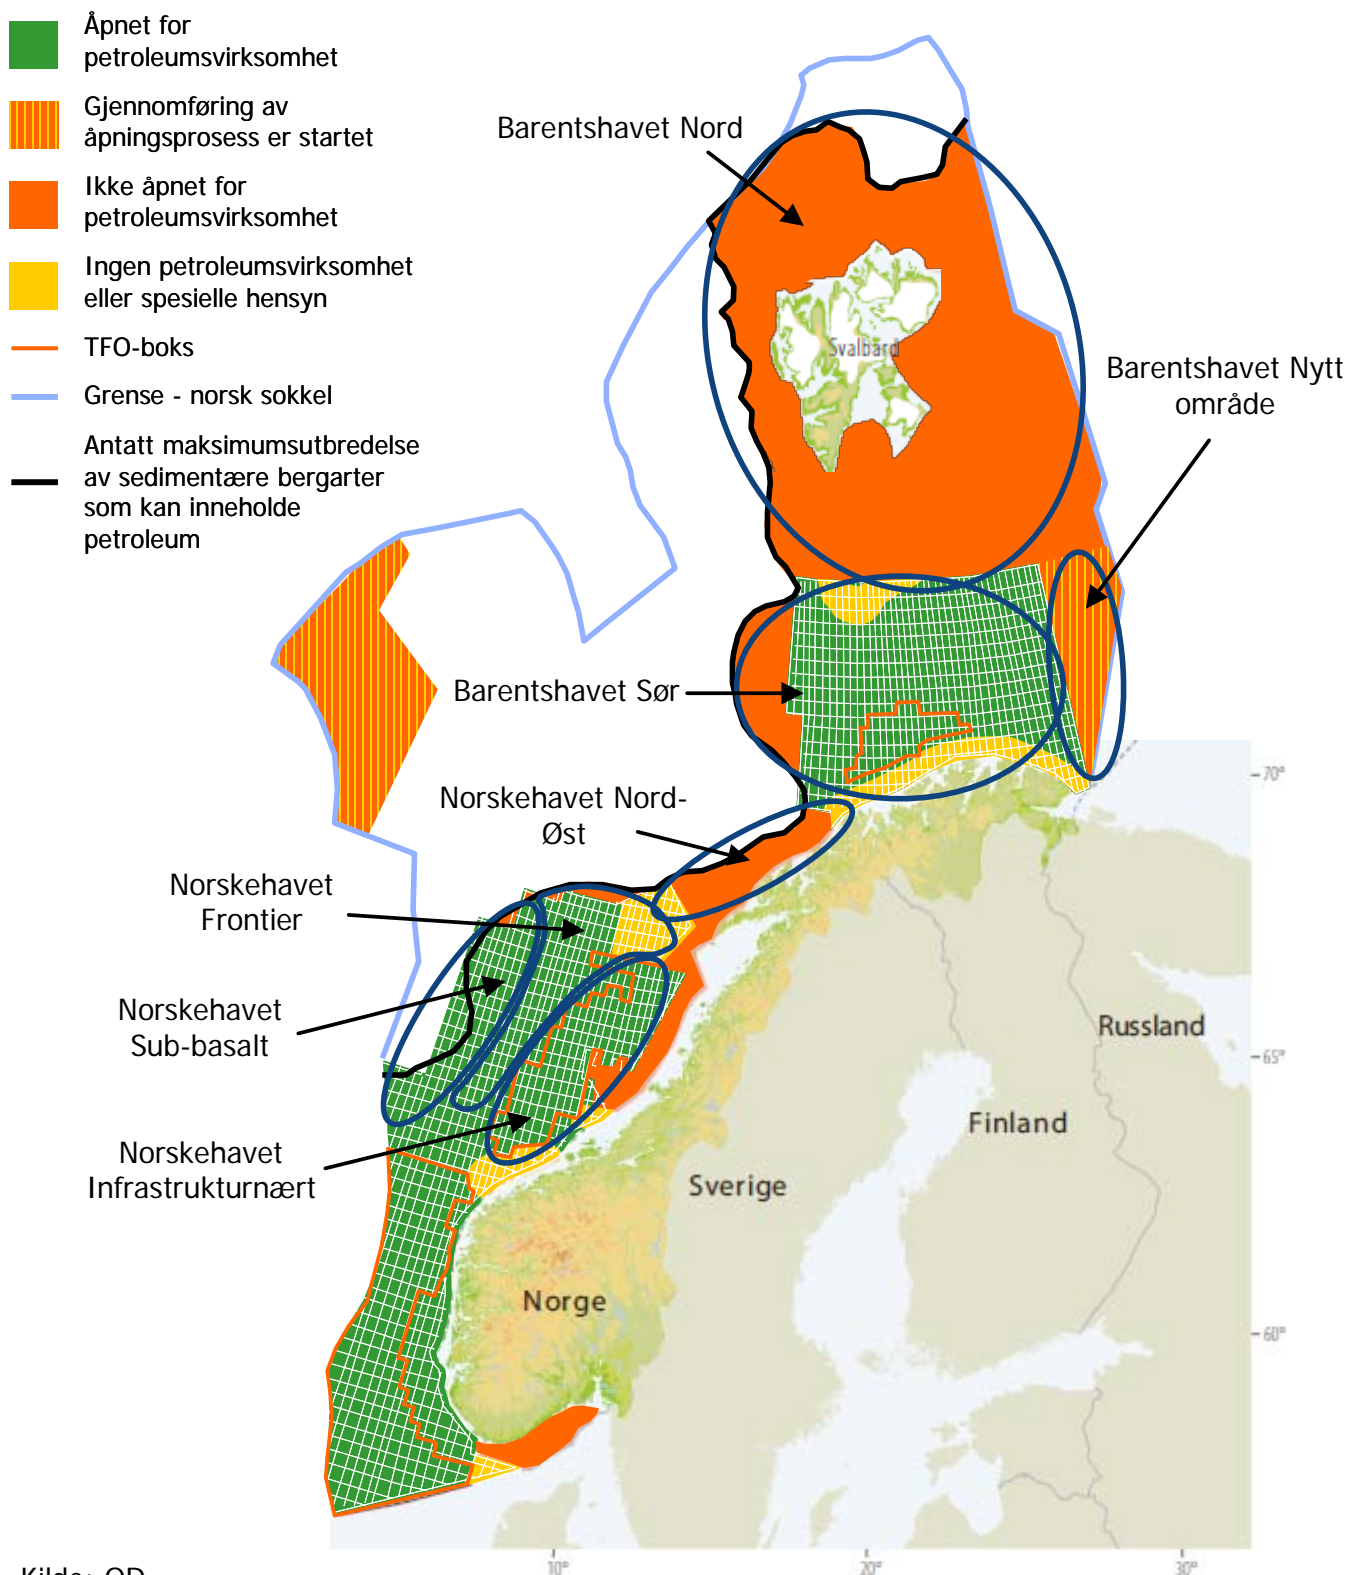 Åpnet for
petroleumsvirksomhet
Gjennomføring av
åpningsprosess er startet
Ikke åpnet for
petroleumsvirksomhet
Ingen petroleumsvirksomhet
eller spesielle hensyn
TFO-boks
Grense - norsk sokkel
Antatt maksimumsutbredelse
av sedimentære bergarter
som kan inneholde
petroleum
Barentshavet Nord
Svalbard
Barentshavet Nytt
område
Barentshavet Sør
Norskehavet Nord-
Øst
Norskehavet
Frontier
Norskehavet
Sub-basalt
Norskehavet
Infrastrukturnært
70°
65°
60°
Russland
Finland
Sverige
Norge
10°
20°
30°
Kilde: OD